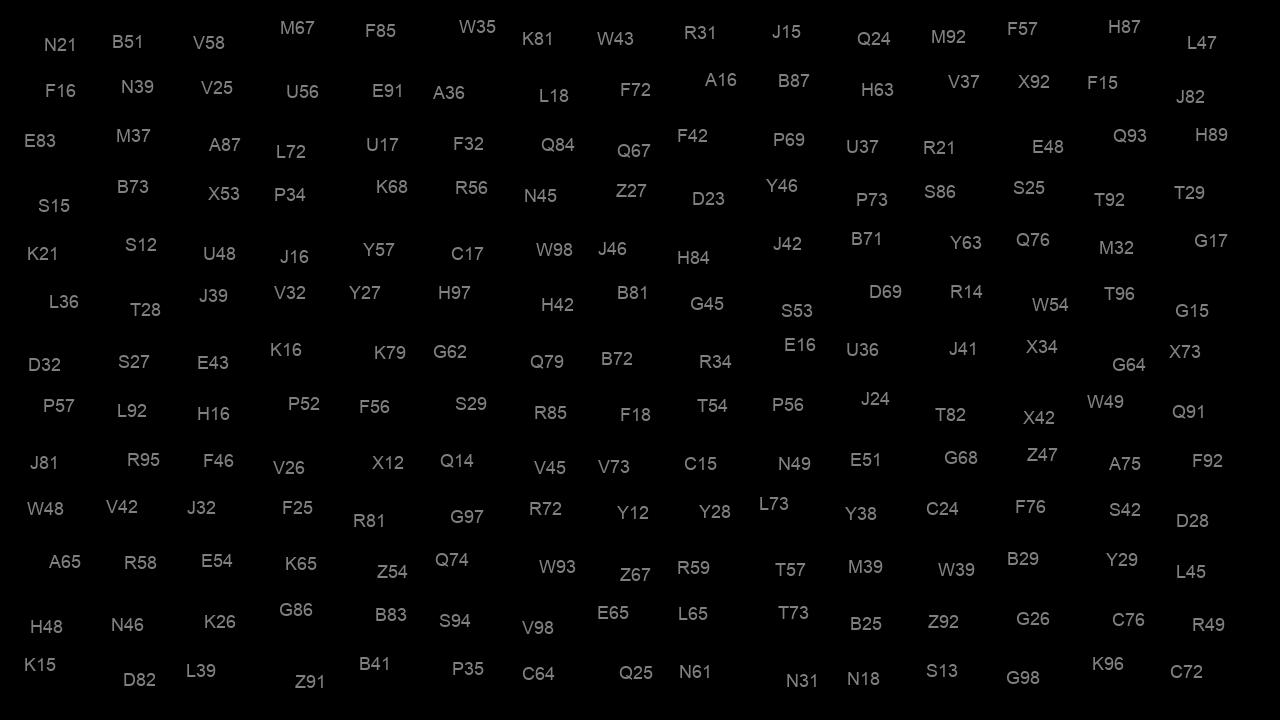 N21 B51 V58 M67 F85 W35 K81 W43 R31 J15 Q24 M92 F57 H87 L47
F16 N39 V25 U56 E91 A36 L18 F72 A16 B87 H63 V37 X92 F15 J82
E83 M37 A87 L72 U17 F32 Q84 Q67 F42 P69 U37 R21 E48 Q93 H89
S15 B73 X53 P34 K68 R56 N45 Z27 D23 Y46 P73 S86 S25 T92 T29
K21 S12 U48 J16 Y57 C17 W98 J46 H84 J42 B71 Y63 Q76 M32 G17
L36 T28 J39 V32 Y27 H97 H42 B81 G45 S53 D69 R14 W54 T96 G15
D32 S27 E43 K16 K79 G62 Q79 B72 R34 E16 U36 J41 X34 G64 X73
P57 L92 H16 P52 F56 S29 R85 F18 T54 P56 J24 T82 X42 W49 Q91
J81 R95 F46 V26 X12 Q14 V45 V73 C15 N49 E51 G68 Z47 A75 F92
W48 V42 J32 F25 R81 G97 R72 Y12 Y28 L73 Y38 C24 F76 S42 D28
A65 R58 E54 K65 Z54 Q74 W93 Z67 R59 T57 M39 W39 B29 Y29 L45
H48 N46 K26 G86 B83 S94 V98 E65 L65 T73 B25 Z92 G26 C76 R49
K15 D82 L39 Z91 B41 P35 C64 Q25 N61 N31 N18 S13 G98 K96 C72